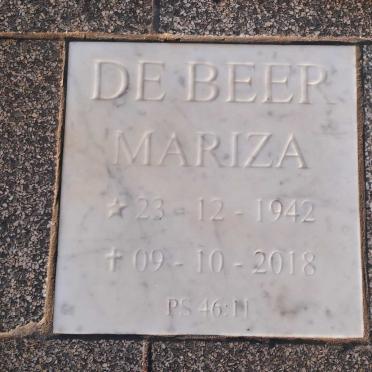 DE BEER
MARIZA
☆ 23 - 12 - 1942
✝ 09 - 10 - 2018
PS 46:11